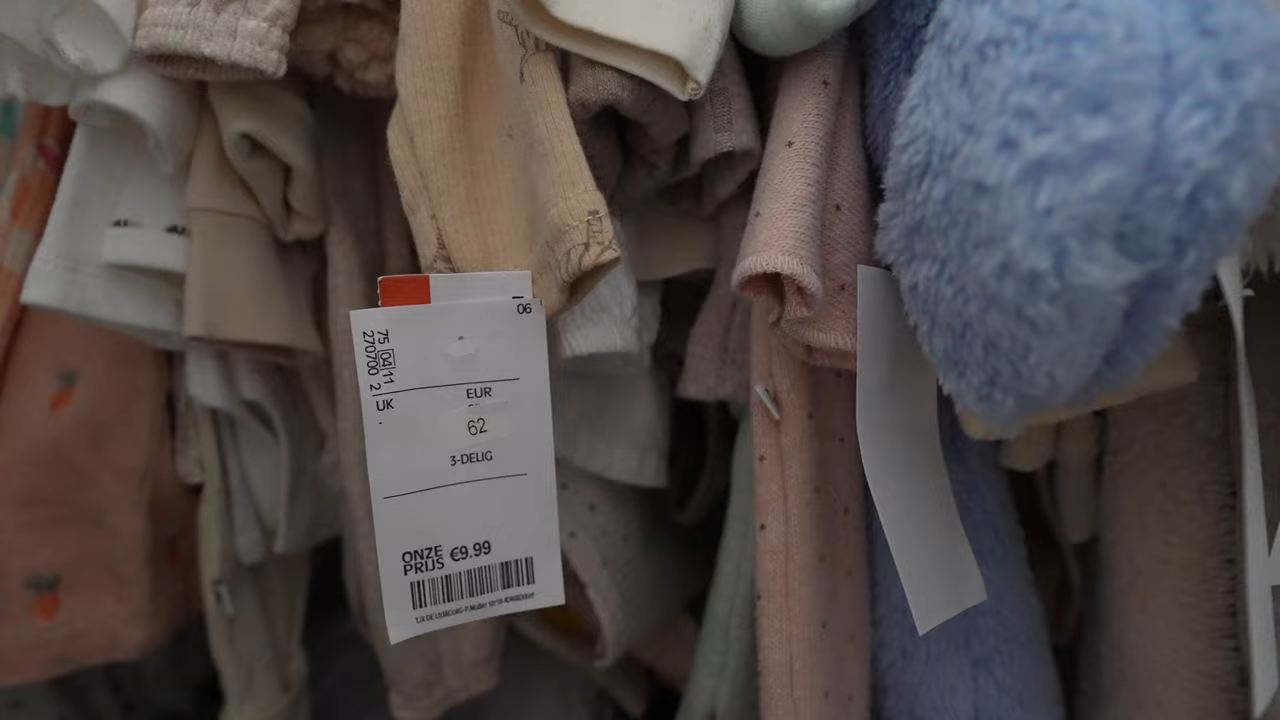 06
75 04 11
270700 2
UK
EUR
62
3-DELIG
ONZE
PRIJS €9.99